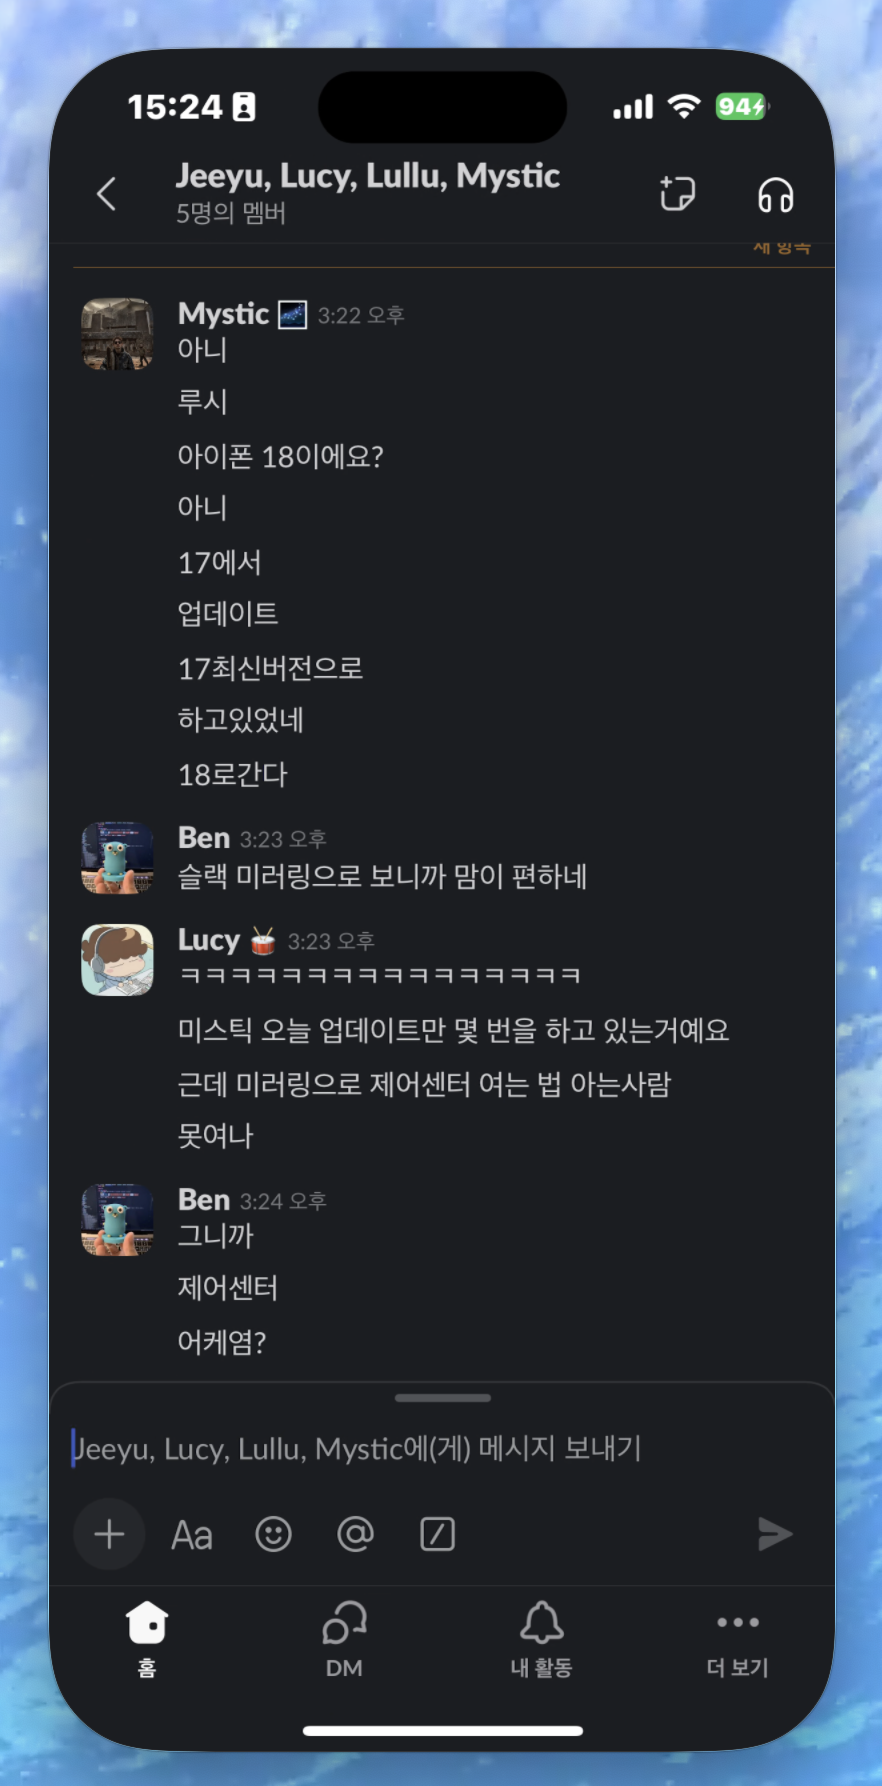 15:24
94
Jeeyu, Lucy, Lullu, Mystic
5명의 멤버
새 항목
Mystic 3:22 오후
아니
루시
아이폰 18이에요?
아니
17에서
업데이트
17최신버전으로
하고있었네
18로간다
Ben 3:23 오후
슬랙 미러링으로 보니까 맘이 편하네
Lucy 3:23 오후
ㅋㅋㅋㅋㅋㅋㅋㅋㅋㅋㅋㅋㅋㅋㅋㅋ
미스틱 오늘 업데이트만 몇 번을 하고 있는거예요
근데 미러링으로 제어센터 여는 법 아는사람
못여나
Ben 3:24 오후
그니까
제어센터
어케염?
Jeeyu, Lucy, Lullu, Mystic에(게) 메시지 보내기
Aa
홈
DM
내 활동
더 보기